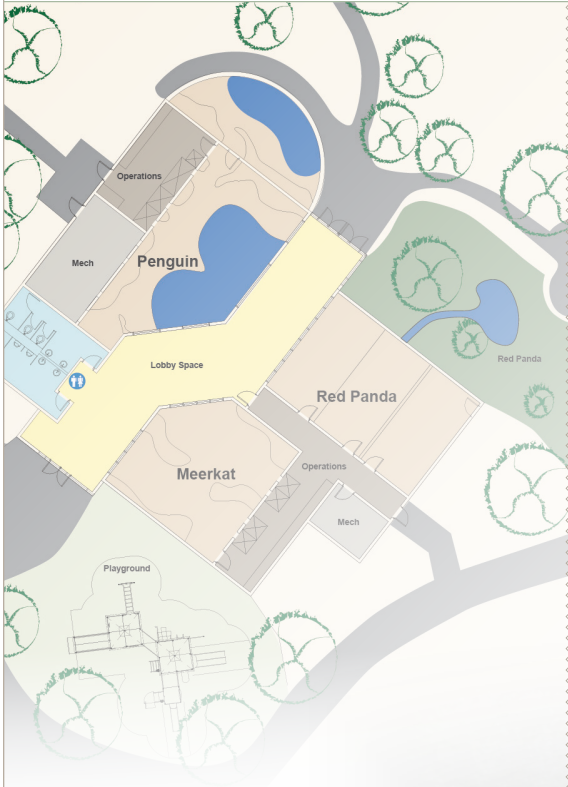 Operations
Mech
Penguin
Lobby Space
Red Panda
Red Panda
Meerkat
Operations
Mech
Playground